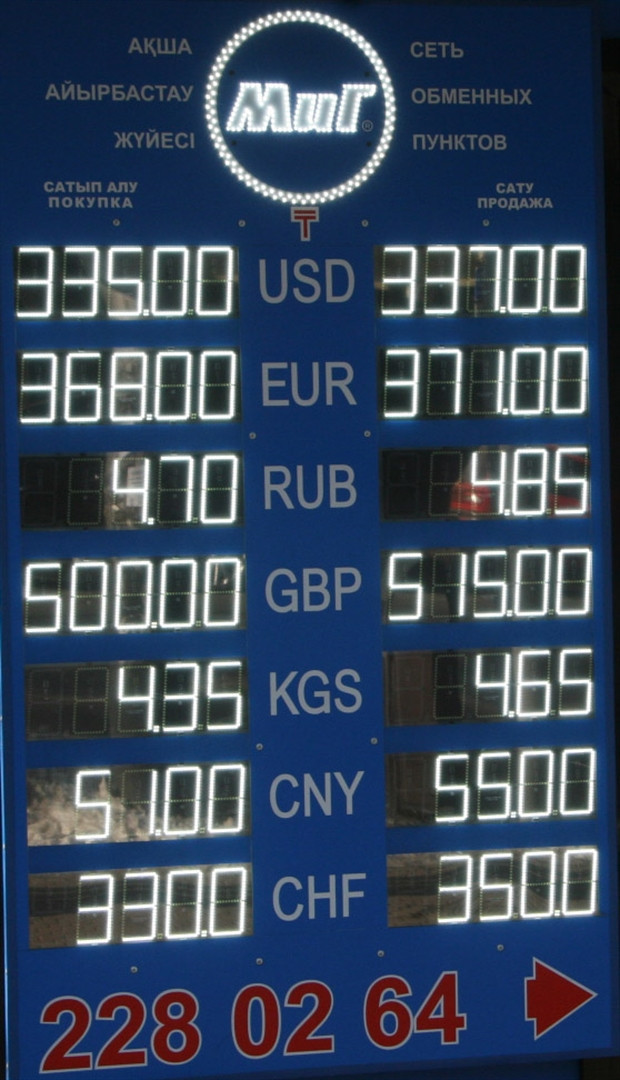 АҚША СЕТЬ
АЙЫРБАСТАУ МиГ® ОБМЕННЫХ
ЖҮЙЕСІ ПУНКТОВ
САТЫП АЛУ САТУ
ПОКУПКА ₸ ПРОДАЖА
335.00 USD 337.00
368.00 EUR 371.00
4.70 RUB 4.85
500.00 GBP 515.00
4.35 KGS 4.65
51.00 CNY 55.00
330.0 CHF 350.0
228 02 64